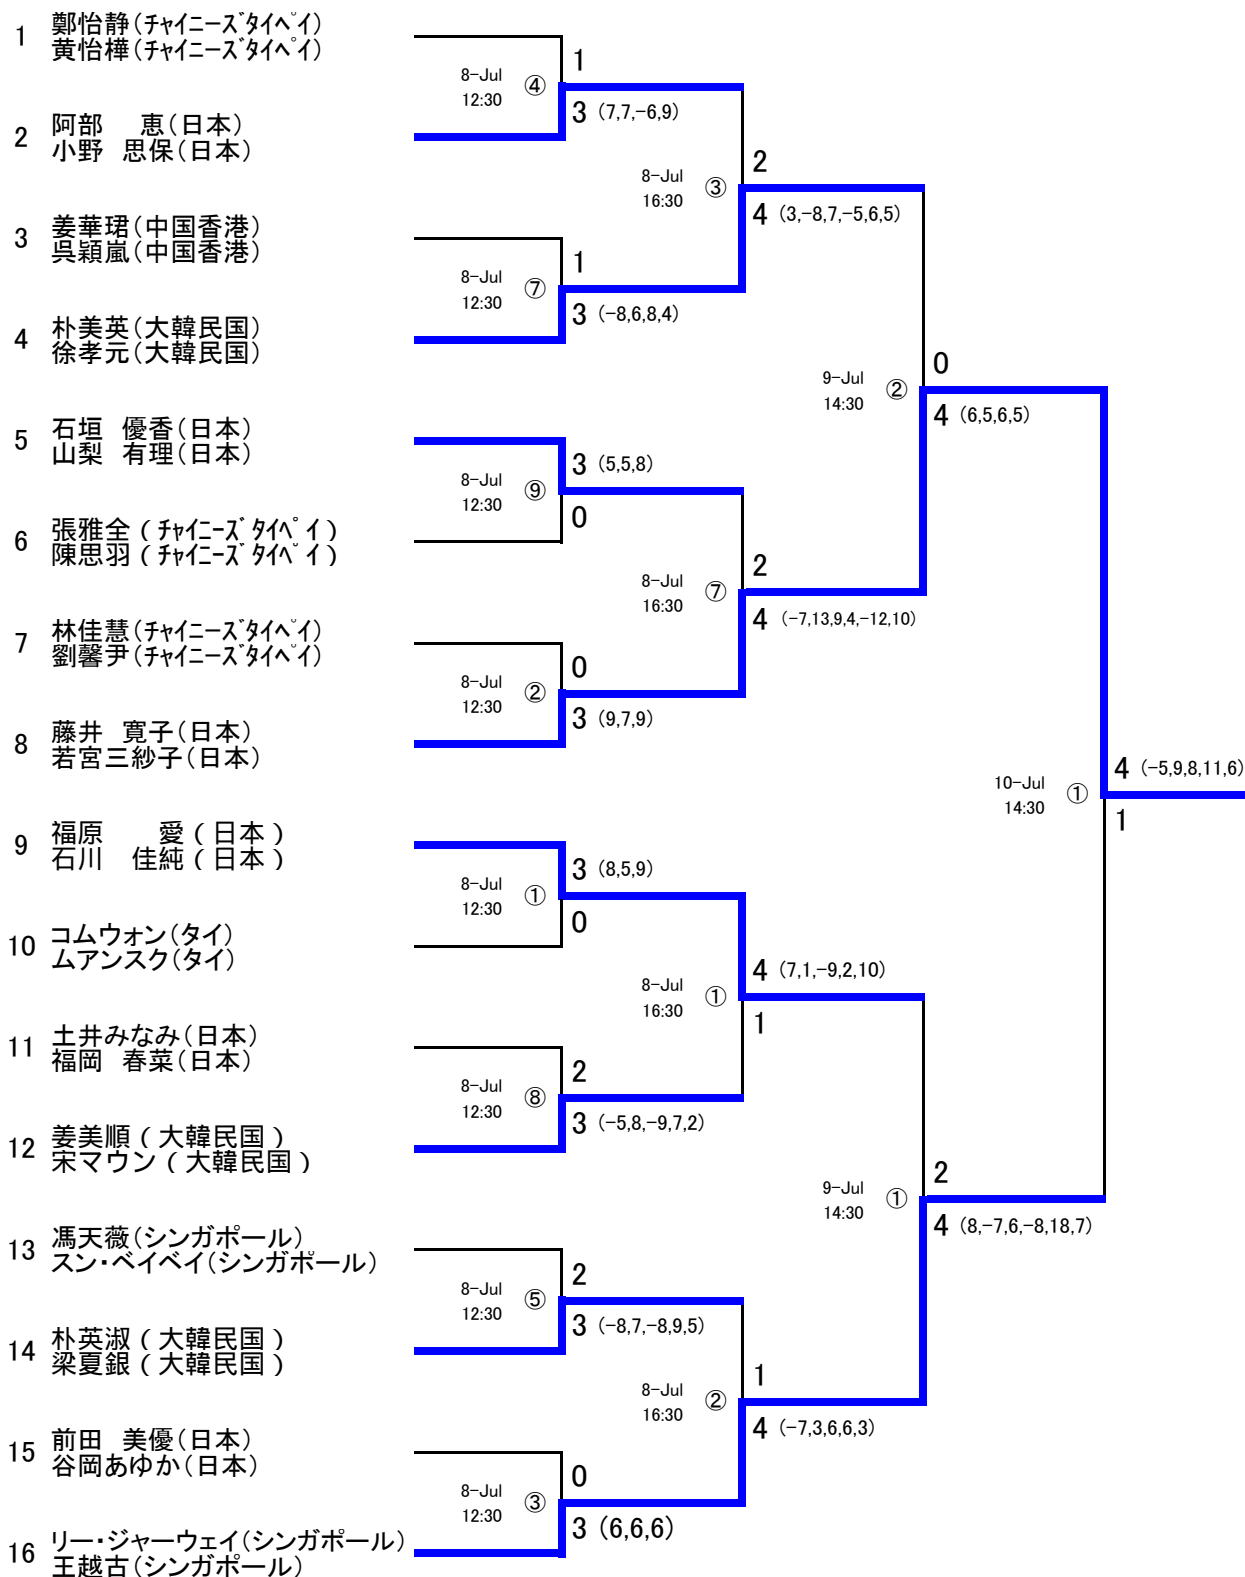 1 鄭怡静(チャイニーズタイペイ)
黄怡樺(チャイニーズタイペイ)
8-Jul
12:30
④
1
3 (7,7,-6,9)
2 阿部 恵(日本)
小野 思保(日本)
8-Jul
16:30
③
2
4 (3,-8,7,-5,6,5)
3 姜華珺(中国香港)
呉穎嵐(中国香港)
8-Jul
12:30
⑦
1
3 (-8,6,8,4)
4 朴美英(大韓民国)
徐孝元(大韓民国)
9-Jul
14:30
②
0
4 (6,5,6,5)
5 石垣 優香(日本)
山梨 有理(日本)
8-Jul
12:30
⑨
3 (5,5,8)
0
6 張雅全(チャイニーズタイペイ)
陳思羽(チャイニーズタイペイ)
8-Jul
16:30
⑦
2
4 (-7,13,9,4,-12,10)
7 林佳慧(チャイニーズタイペイ)
劉馨尹(チャイニーズタイペイ)
8-Jul
12:30
②
0
3 (9,7,9)
8 藤井 寛子(日本)
若宮三紗子(日本)
10-Jul
14:30
①
4 (-5,9,8,11,6)
1
9 福原 愛(日本)
石川 佳純(日本)
8-Jul
12:30
①
3 (8,5,9)
0
10 コムウォン(タイ)
ムアンスク(タイ)
8-Jul
16:30
①
4 (7,1,-9,2,10)
1
11 土井みなみ(日本)
福岡 春菜(日本)
8-Jul
12:30
⑧
2
3 (-5,8,-9,7,2)
12 姜美順(大韓民国)
宋マウン(大韓民国)
9-Jul
14:30
①
2
4 (8,-7,6,-8,18,7)
13 馮天薇(シンガポール)
スン・ベイベイ(シンガポール)
8-Jul
12:30
⑤
2
3 (-8,7,-8,9,5)
14 朴英淑(大韓民国)
梁夏銀(大韓民国)
8-Jul
16:30
②
1
4 (-7,3,6,6,3)
15 前田 美優(日本)
谷岡あゆか(日本)
8-Jul
12:30
③
0
3 (6,6,6)
16 リー・ジャーウェイ(シンガポール)
王越古(シンガポール)